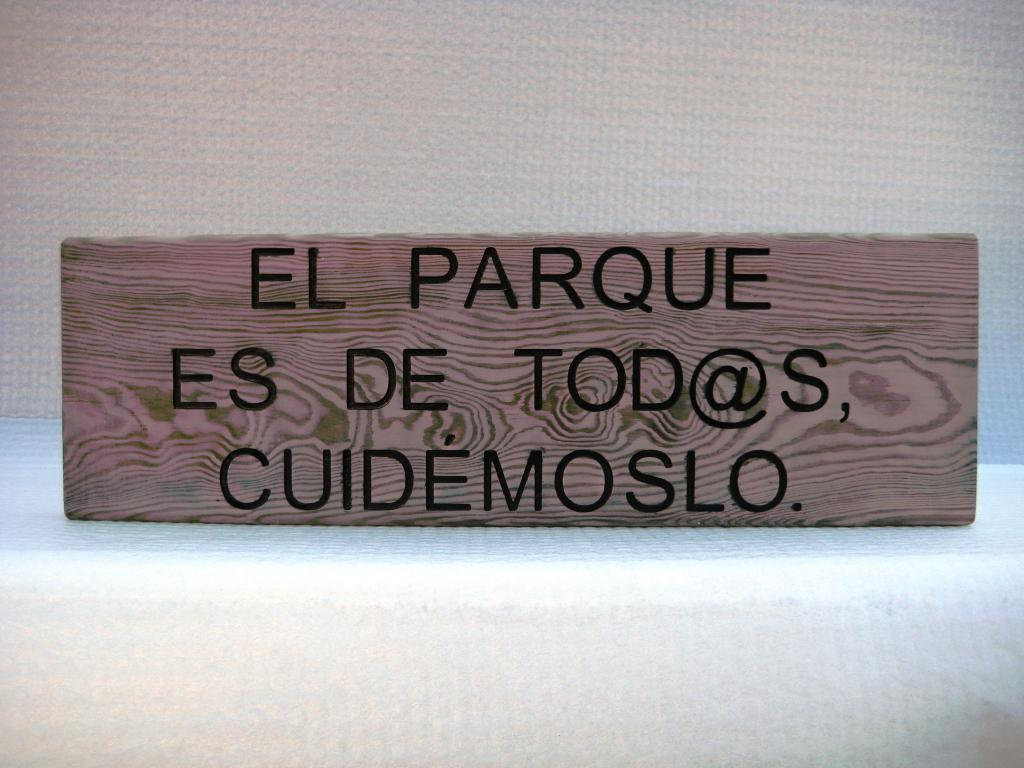 EL PARQUE
ES DE TOD@S,
CUIDÉMOSLO.